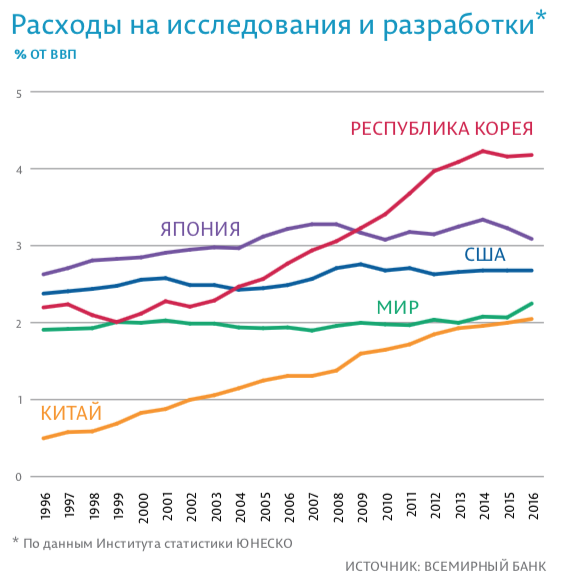 Расходы на исследования и разработки*
% ОТ ВВП
5
РЕСПУБЛИКА КОРЕЯ
4
ЯПОНИЯ
3
США
МИР
2
1
КИТАЙ
0
1996 1997 1998 1999 2000 2001 2002 2003 2004 2005 2006 2007 2008 2009 2010 2011 2012 2013 2014 2015 2016
* По данным Института статистики ЮНЕСКО
ИСТОЧНИК: ВСЕМИРНЫЙ БАНК